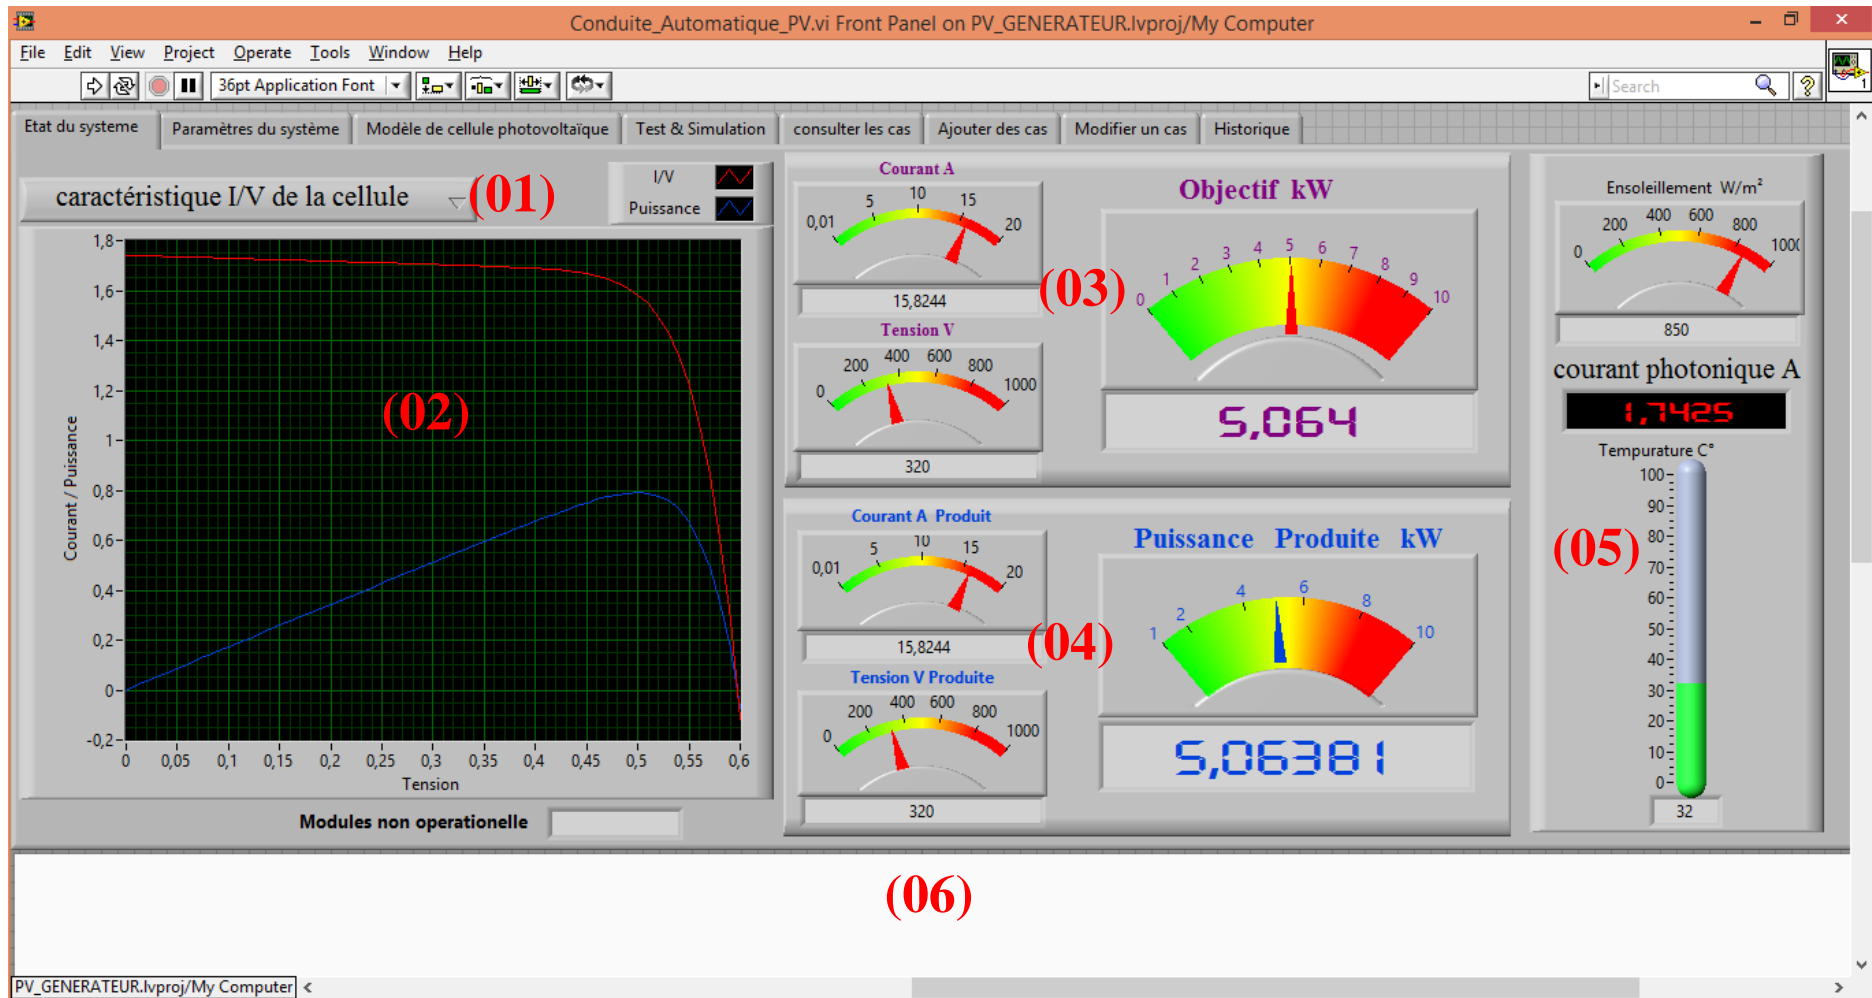 Conduite_Automatique_PV.vi Front Panel on PV_GENERATEUR.lvproj/My Computer
File Edit View Project Operate Tools Window Help
36pt Application Font
Search
1
Etat du systeme
Paramètres du système
Modèle de cellule photovoltaïque
Test & Simulation
consulter les cas
Ajouter des cas
Modifier un cas
Historique
caractéristique I/V de la cellule
(01)
I/V
Puissance
1,8
1,6
1,4
1,2
1
0,8
0,6
0,4
0,2
0
-0,2
Courant / Puissance
(02)
0 0,05 0,1 0,15 0,2 0,25 0,3 0,35 0,4 0,45 0,5 0,55 0,6
Tension
Modules non operationelle
Courant A
0,01 5 10 15 20
15,8244
Tension V
0 200 400 600 800 1000
320
(03)
Objectif kW
0 1 2 3 4 5 6 7 8 9 10
5,064
Courant A Produit
0,01 5 10 15 20
15,8244
Tension V Produite
0 200 400 600 800 1000
320
(04)
Puissance Produite kW
1 2 4 6 8 10
5,06381
Ensoleillement W/m²
0 200 400 600 800 1000
850
courant photonique A
1,7425
Tempurature C°
100
90
80
70
60
50
40
30
20
10
0
(05)
32
(06)
PV_GENERATEUR.lvproj/My Computer